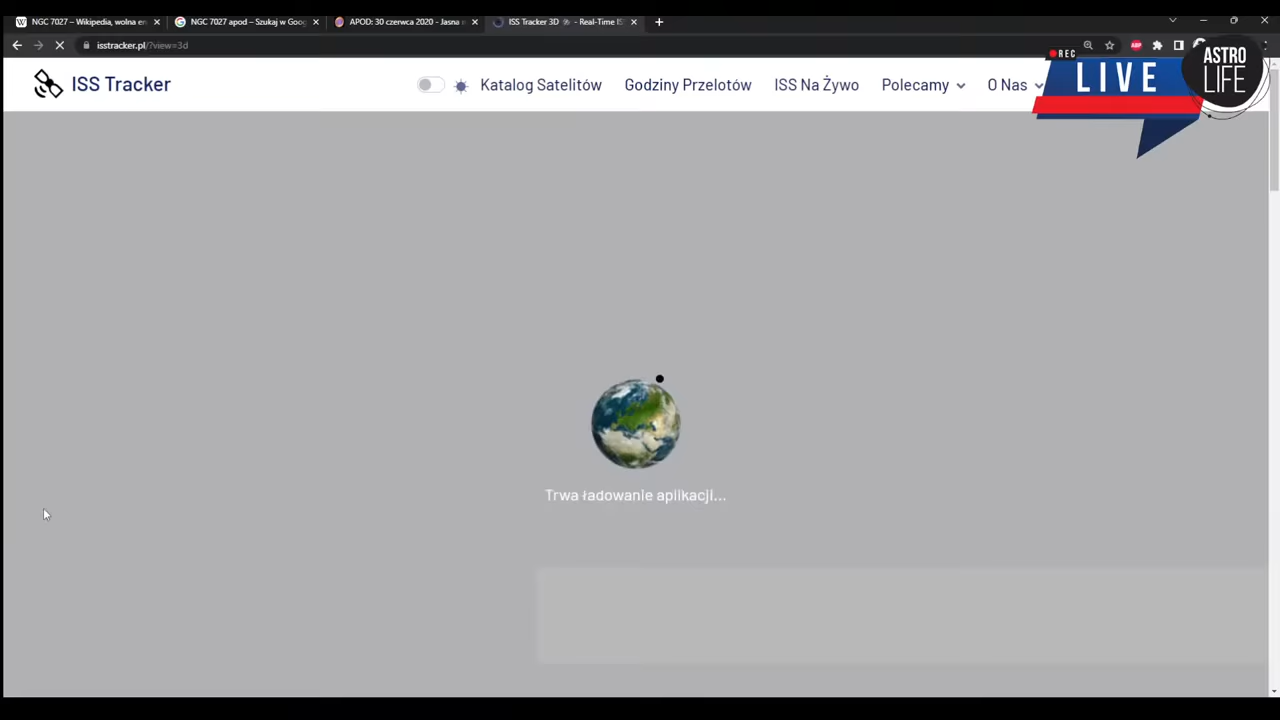 NGC 7027 – Wikipedia, wolna en
NGC 7027 apod – Szukaj w Goog
APOD: 30 czerwca 2020 - Jasna
ISS Tracker 3D - Real-Time IS
isstracker.pl/?view=3d
REC
LIVE
ASTRO
LIFE
ISS Tracker
Katalog Satelitów
Godziny Przelotów
ISS Na Żywo
Polecamy
O Nas
Trwa ładowanie aplikacji...